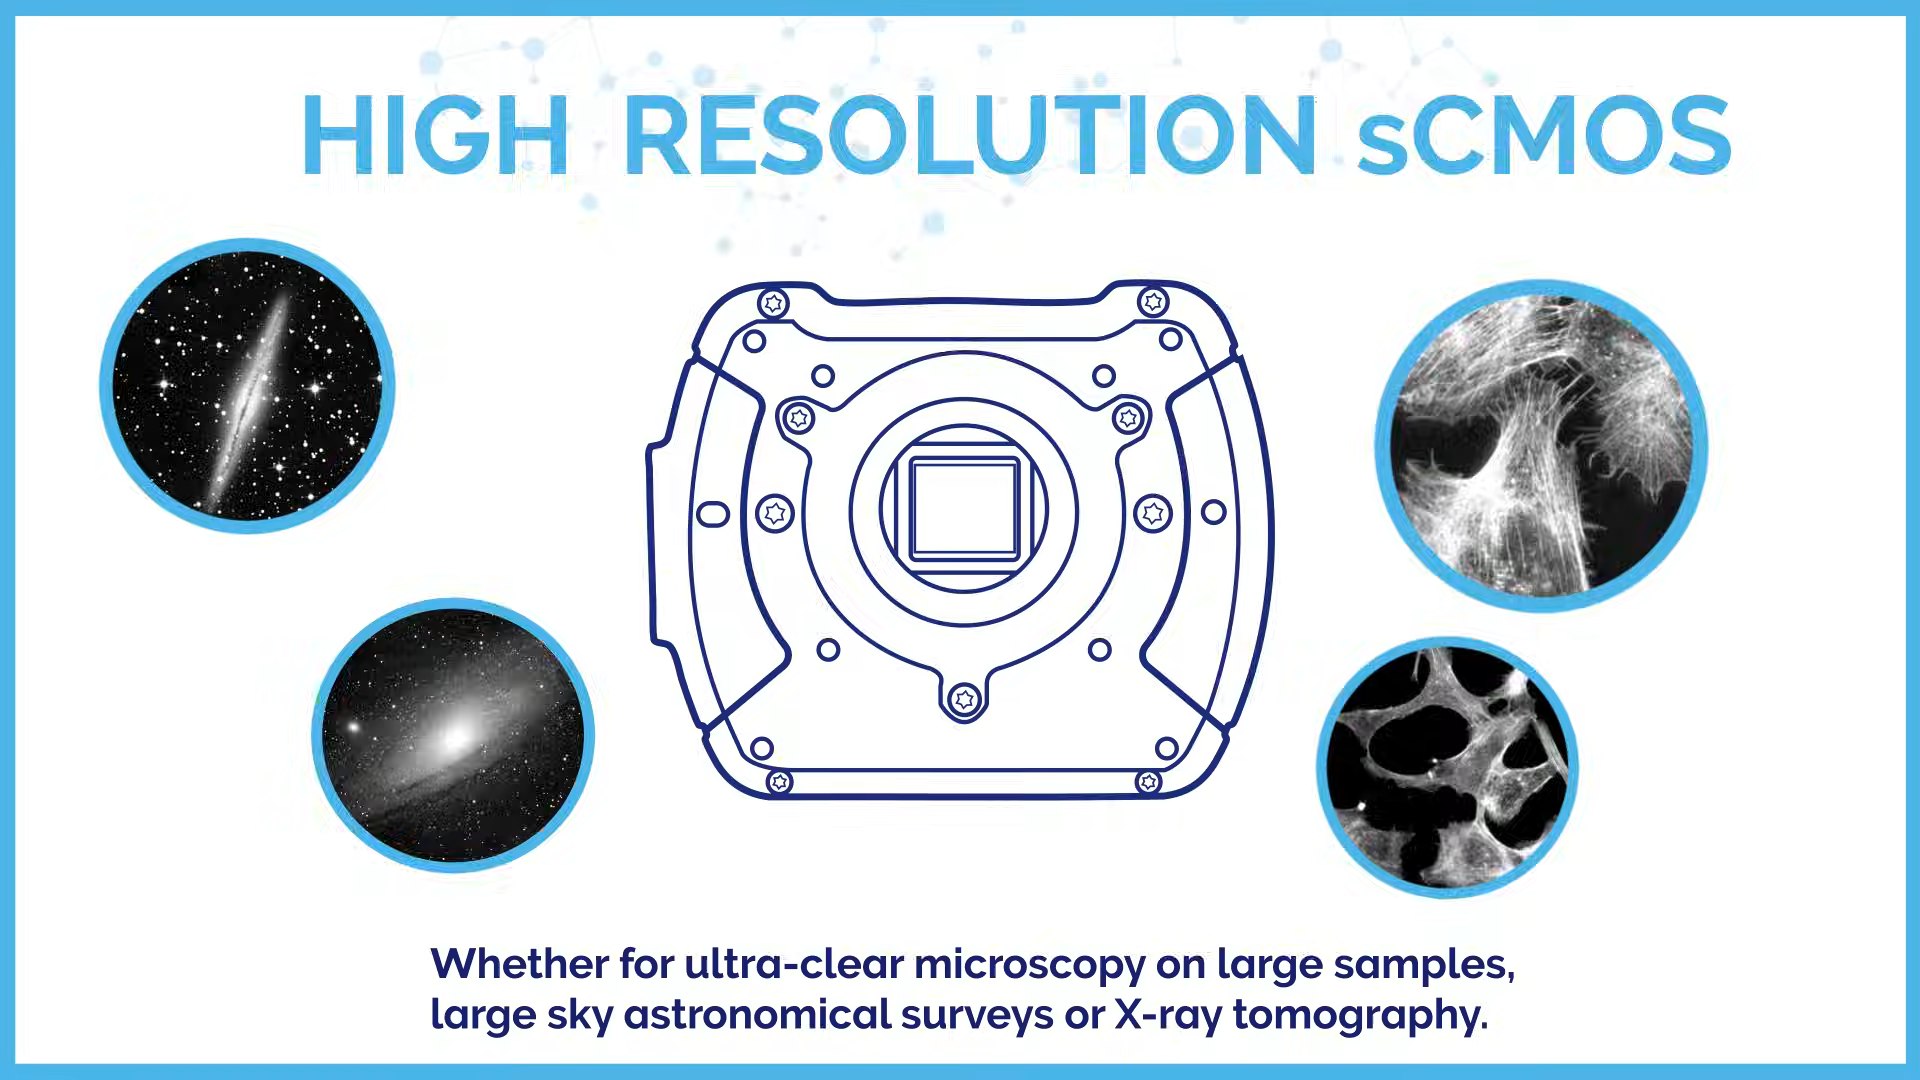 HIGH RESOLUTION sCMOS
Whether for ultra-clear microscopy on large samples,
large sky astronomical surveys or X-ray tomography.